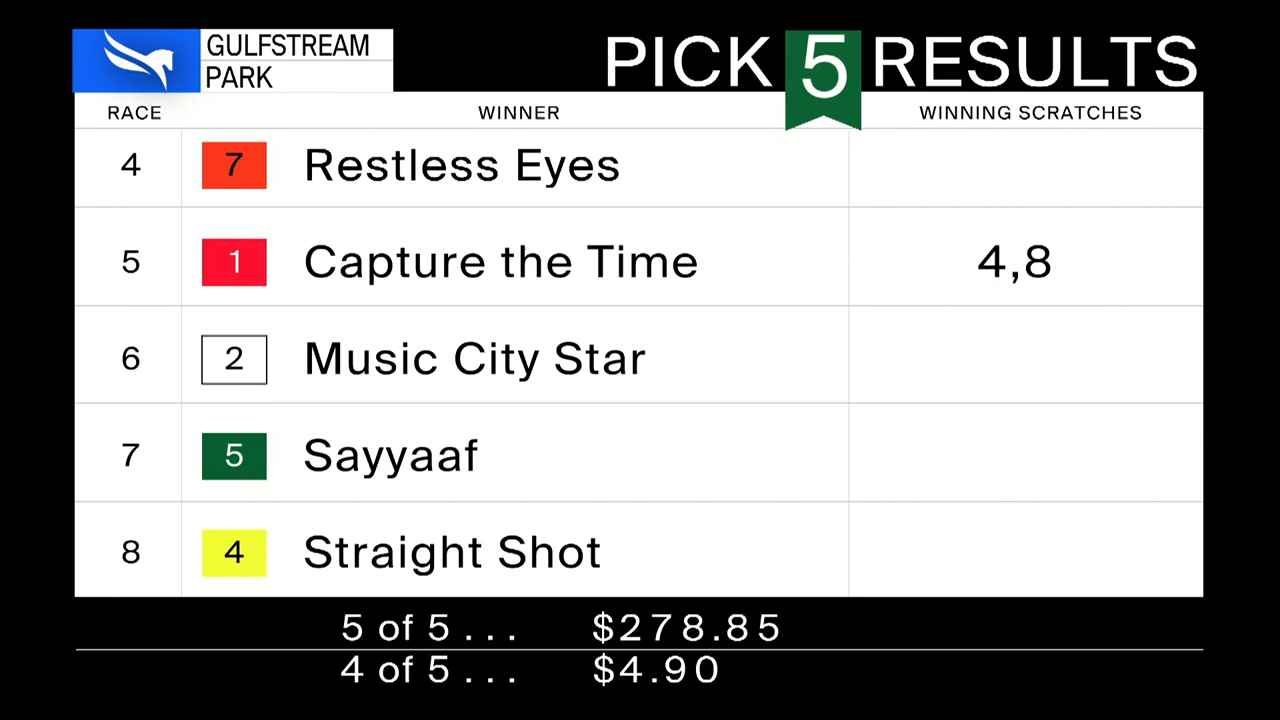 GULFSTREAM
PARK
PICK 5 RESULTS
RACE WINNER WINNING SCRATCHES
4 7 Restless Eyes
5 1 Capture the Time 4,8
6 2 Music City Star
7 5 Sayyaaf
8 4 Straight Shot
5 of 5 . . . $278.85
4 of 5 . . . $4.90